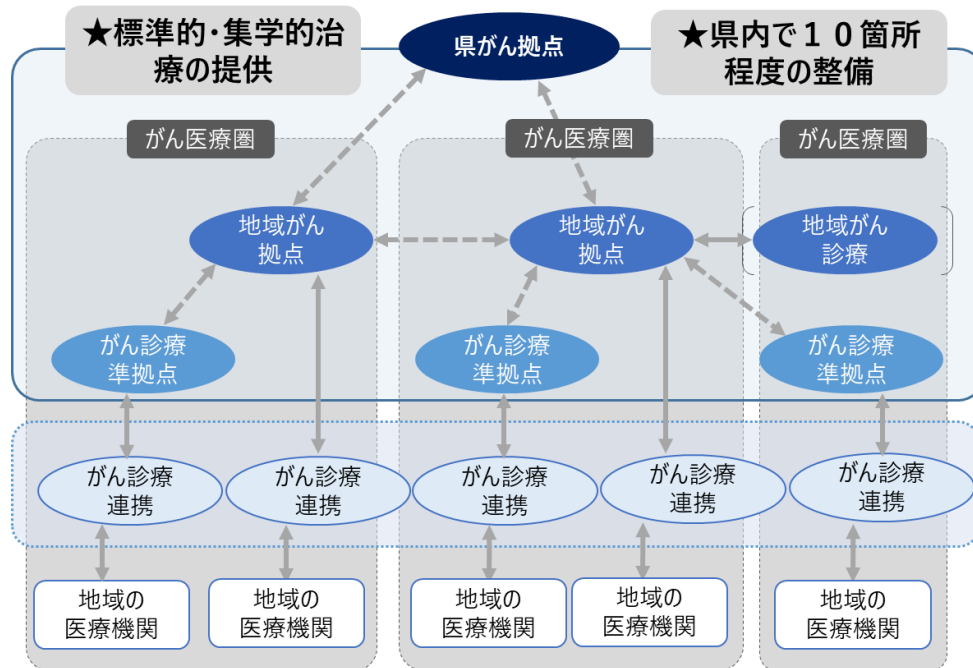 ★標準的・集学的治
療の提供
県がん拠点
★県内で１０箇所
程度の整備
がん医療圏
がん医療圏
がん医療圏
地域がん
拠点
地域がん
拠点
地域がん
診療
がん診療
準拠点
がん診療
準拠点
がん診療
準拠点
がん診療
連携
がん診療
連携
がん診療
連携
がん診療
連携
がん診療
連携
地域の
医療機関
地域の
医療機関
地域の
医療機関
地域の
医療機関
地域の
医療機関